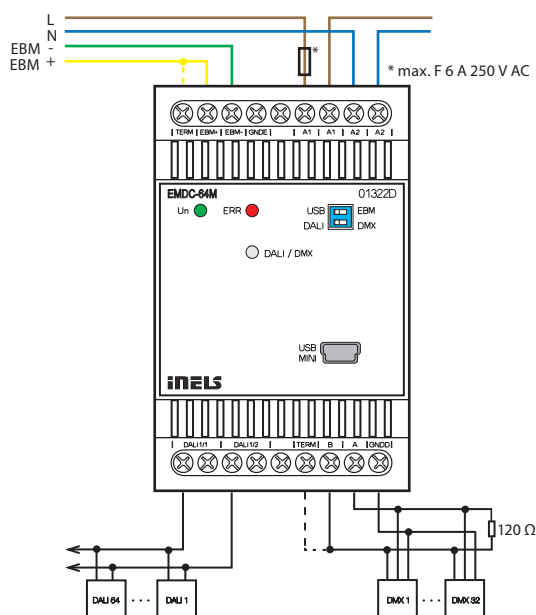 L
N
EBM -
EBM +
*
* max. F 6 A 250 V AC
TERM EBM+ EBM- GNDE A1 A1 A2 A2
EMDC-64M 01322D
Un ERR USB EBM
DALI DMX
DALI / DMX
USB
MINI
iNELS
DALI1/1 DALI1/2 TERM B A GNDD
120 Ω
DALI 64 ... DALI 1 DMX 1 ... DMX 32